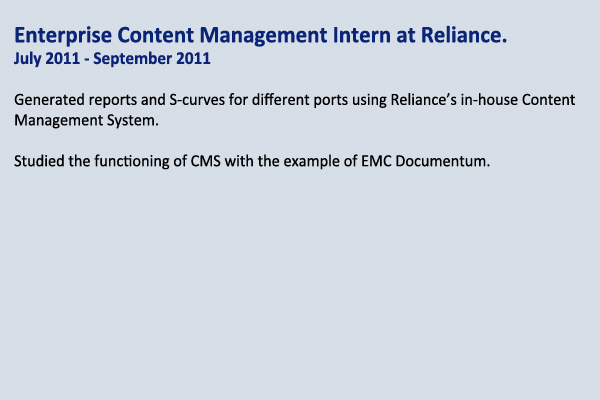 Enterprise Content Management Intern at Reliance.
July 2011 - September 2011
Generated reports and S-curves for different ports using Reliance's in-house Content
Management System.
Studied the functioning of CMS with the example of EMC Documentum.